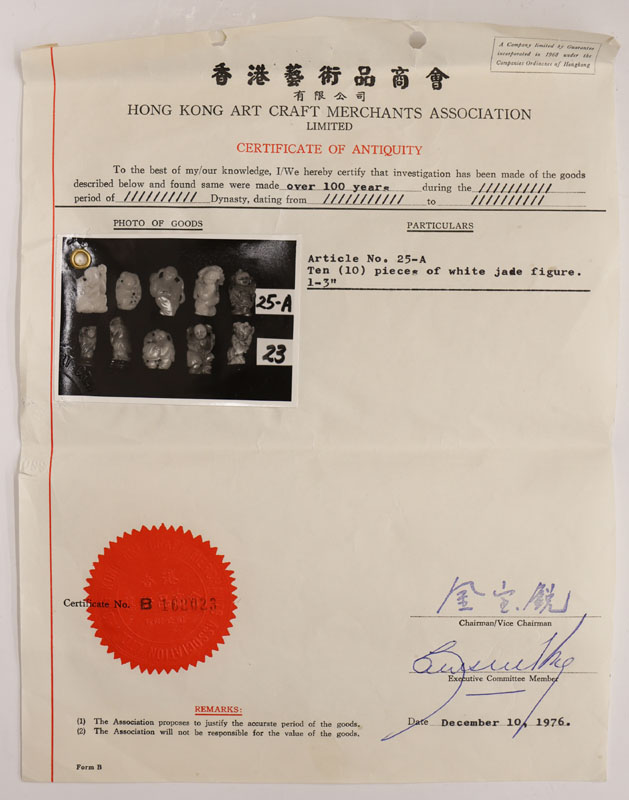 A Company limited by Guarantee
incorporated in 1968 under the
Companies Ordinance of Hongkong
香港藝術品商會
有限公司
HONG KONG ART CRAFT MERCHANTS ASSOCIATION
LIMITED
CERTIFICATE OF ANTIQUITY
To the best of my/our knowledge, I/We hereby certify that investigation has been made of the goods
described below and found same were made over 100 years during the ///////////
period of /////////// Dynasty, dating from //////////// to ///////////
PHOTO OF GOODS
PARTICULARS
Article No. 25-A
Ten (10) pieces of white jade figure.
1-3"
25-A
23
香港
Certificate No. B
金宝銳
Chairman/Vice Chairman
Executive Committee Member
REMARKS:
(1) The Association proposes to justify the accurate period of the goods.
(2) The Association will not be responsible for the value of the goods.
Date December 10, 1976.
Form B